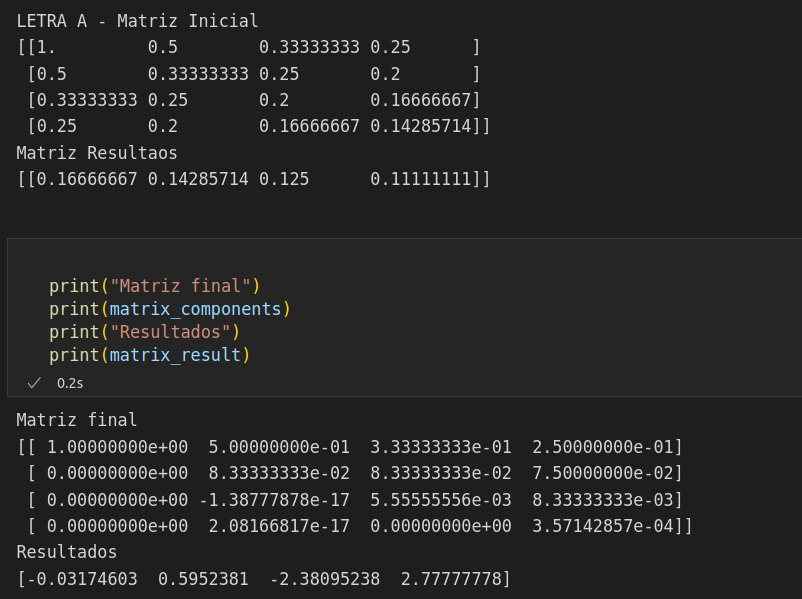 LETRA A - Matriz Inicial
[[1.         0.5        0.33333333 0.25      ]
 [0.5        0.33333333 0.25       0.2       ]
 [0.33333333 0.25       0.2        0.16666667]
 [0.25       0.2        0.16666667 0.14285714]]
Matriz Resultaos
[[0.16666667 0.14285714 0.125      0.11111111]]
print("Matriz final")
print(matrix_components)
print("Resultados")
print(matrix_result)
✓ 0.2s
Matriz final
[[ 1.00000000e+00  5.00000000e-01  3.33333333e-01  2.50000000e-01]
 [ 0.00000000e+00  8.33333333e-02  8.33333333e-02  7.50000000e-02]
 [ 0.00000000e+00 -1.38777878e-17  5.55555556e-03  8.33333333e-03]
 [ 0.00000000e+00  2.08166817e-17  0.00000000e+00  3.57142857e-04]]
Resultados
[-0.03174603  0.5952381  -2.38095238  2.77777778]